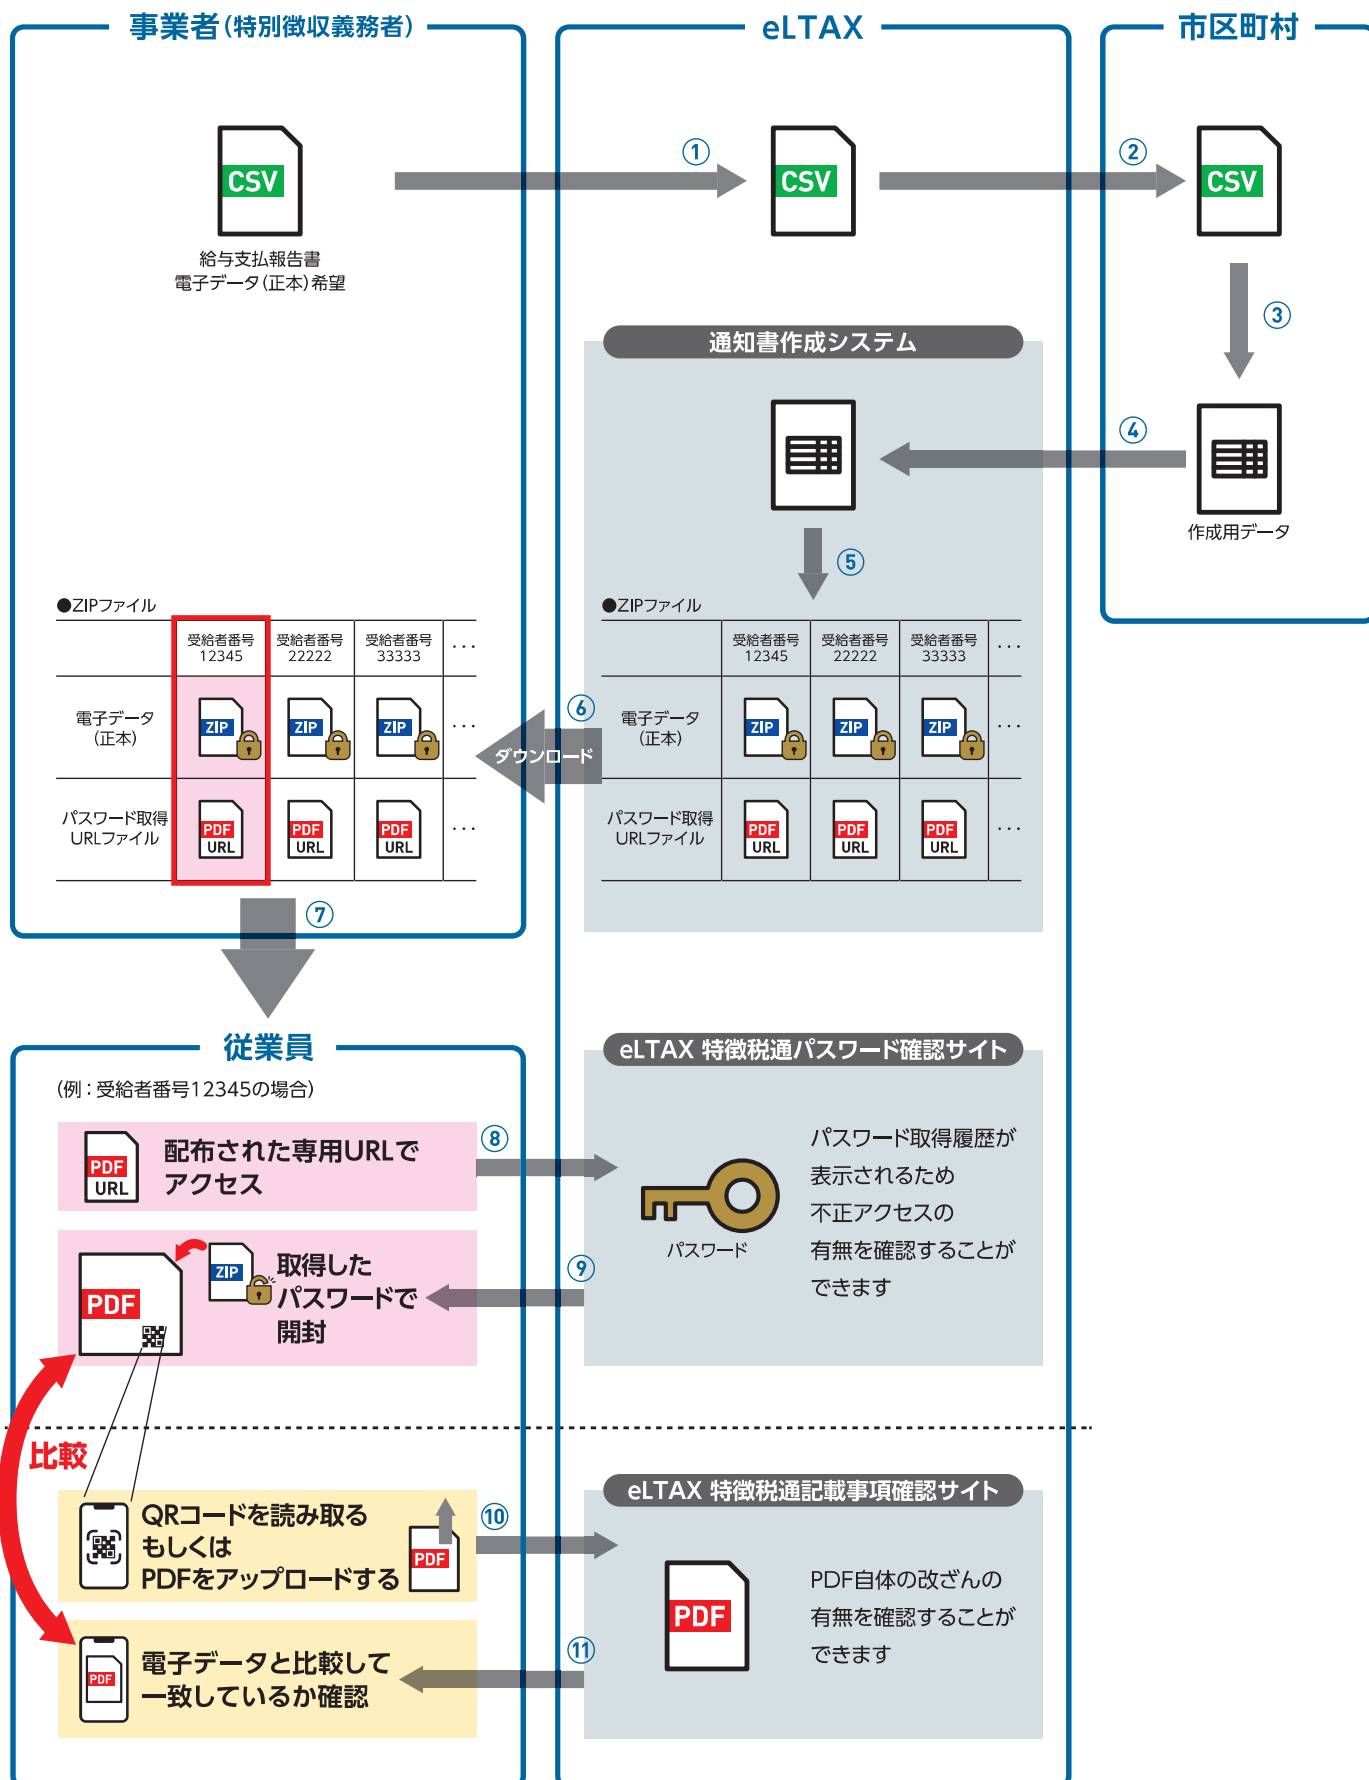 事業者(特別徴収義務者)
eLTAX
市区町村
CSV
①
CSV
②
CSV
給与支払報告書
電子データ(正本)希望
③
通知書作成システム
④
作成用データ
⑤
●ZIPファイル
受給者番号
12345
受給者番号
22222
受給者番号
33333
···
電子データ
(正本)
ZIP
ZIP
ZIP
···
パスワード取得
URLファイル
PDF
URL
PDF
URL
PDF
URL
···
⑥
ダウンロード
●ZIPファイル
受給者番号
12345
受給者番号
22222
受給者番号
33333
···
電子データ
(正本)
ZIP
ZIP
ZIP
···
パスワード取得
URLファイル
PDF
URL
PDF
URL
PDF
URL
···
⑦
従業員
(例:受給者番号12345の場合)
PDF
URL
配布された専用URLで
アクセス
⑧
eLTAX 特徴税通パスワード確認サイト
パスワード
パスワード取得履歴が
表示されるため
不正アクセスの
有無を確認することが
できます
PDF
ZIP
取得した
パスワードで
開封
⑨
比較
QRコードを読み取る
もしくは
PDFをアップロードする
PDF
⑩
eLTAX 特徴税通記載事項確認サイト
PDF
PDF自体の改ざんの
有無を確認することが
できます
PDF
電子データと比較して
一致しているか確認
⑪